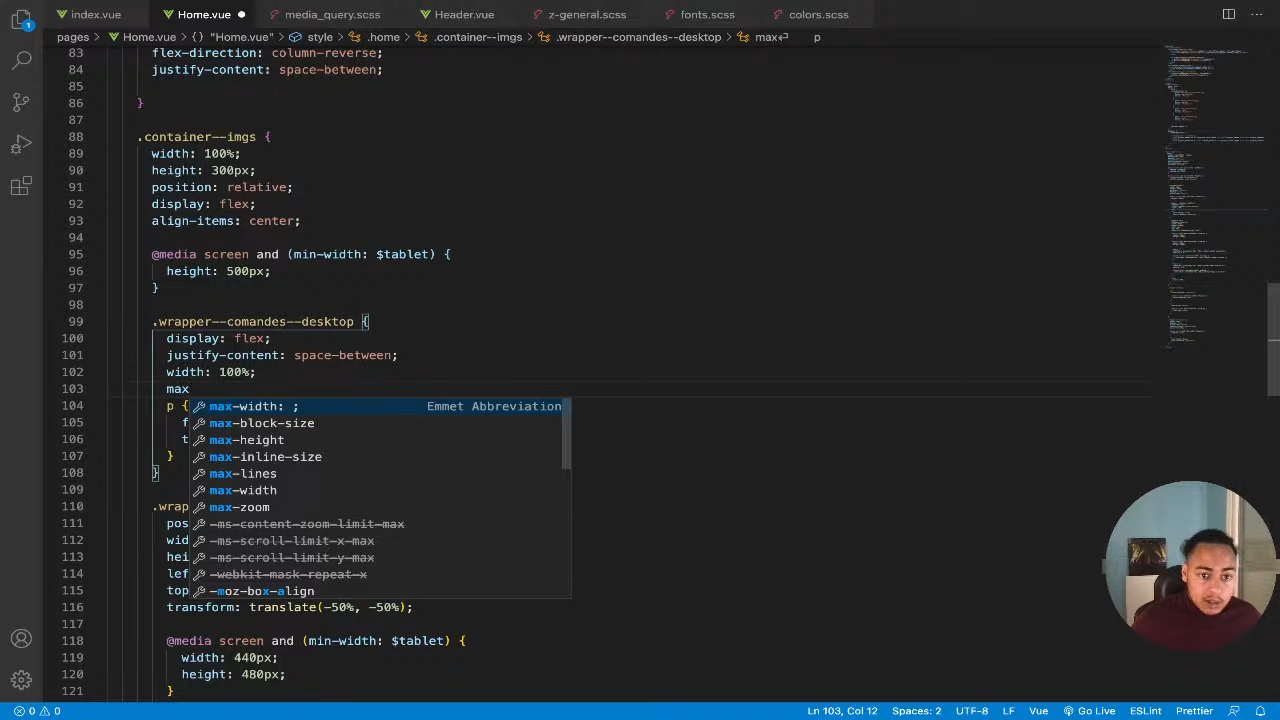 index.vue Home.vue media_query.scss Header.vue z-general.scss fonts.scss colors.scss
pages > Home.vue > {} "Home.vue" > style > .home > .container--imgs > .wrapper--comandes--desktop > max↵ p
83 flex-direction: column-reverse;
84 justify-content: space-between;
85
86 }
87
88 .container--imgs {
89 width: 100%;
90 height: 300px;
91 position: relative;
92 display: flex;
93 align-items: center;
94
95 @media screen and (min-width: $tablet) {
96 height: 500px;
97 }
98
99 .wrapper--comandes--desktop {
100 display: flex;
101 justify-content: space-between;
102 width: 100%;
103 max
104 p { max-width: ; Emmet Abbreviation
105 f max-block-size
106 t max-height
107 } max-inline-size
108 } max-lines
109 max-width
110 .wrap max-zoom
111 pos -ms-content-zoom-limit-max
112 wid -ms-scroll-limit-x-max
113 hei -ms-scroll-limit-y-max
114 lef -webkit-mask-repeat-x
115 top -moz-box-align
116 transform: translate(-50%, -50%);
117
118 @media screen and (min-width: $tablet) {
119 width: 440px;
120 height: 480px;
121 }
1
0 0 Ln 103, Col 12 Spaces: 2 UTF-8 LF Vue Go Live ESLint Prettier